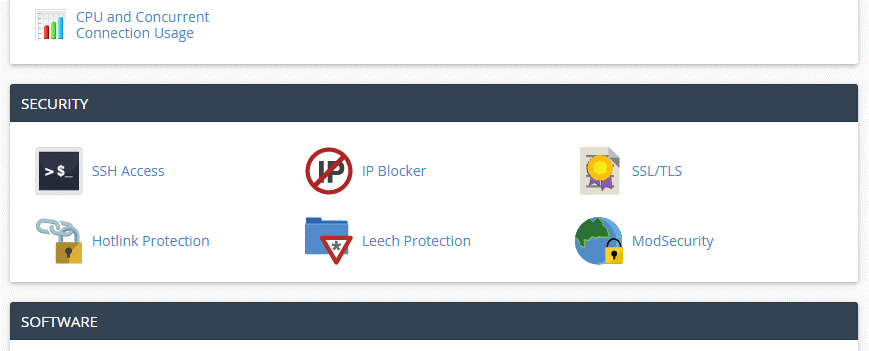 CPU and Concurrent
Connection Usage
SECURITY
>$_ SSH Access
IP IP Blocker
SSL/TLS
Hotlink Protection
* Leech Protection
ModSecurity
SOFTWARE